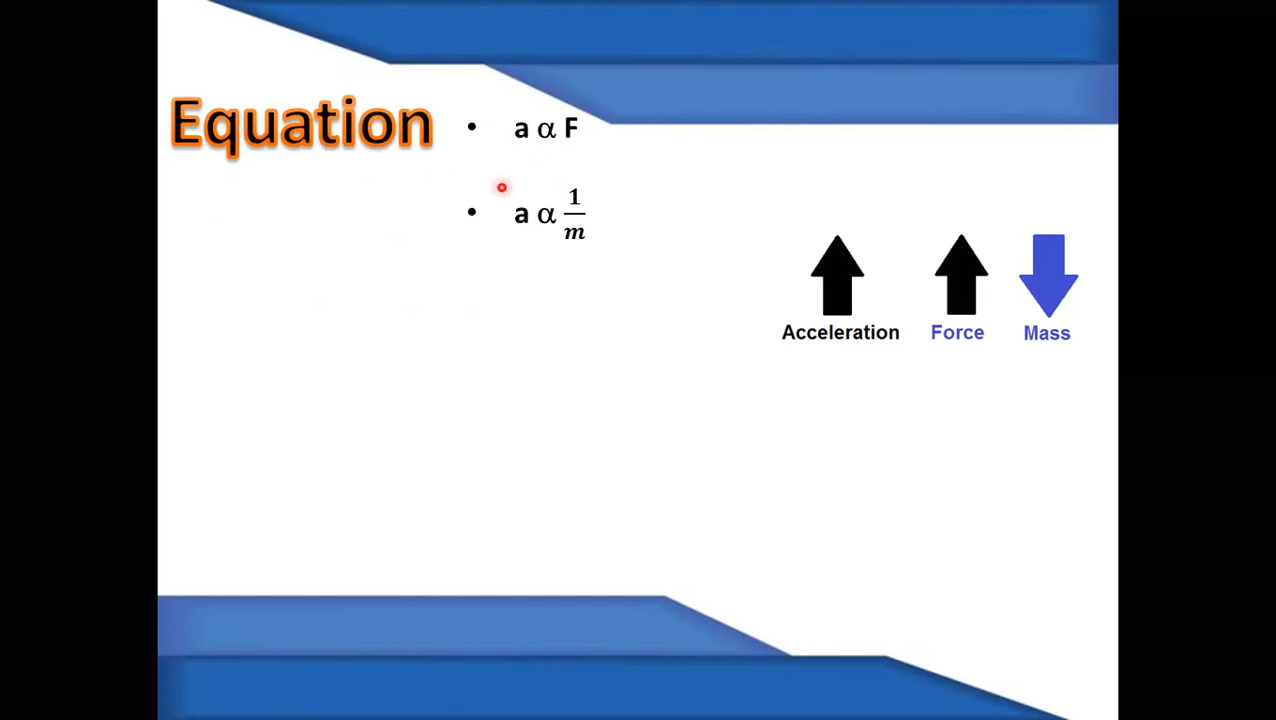 Equation
• a α F
• a α 1/m
Acceleration Force Mass